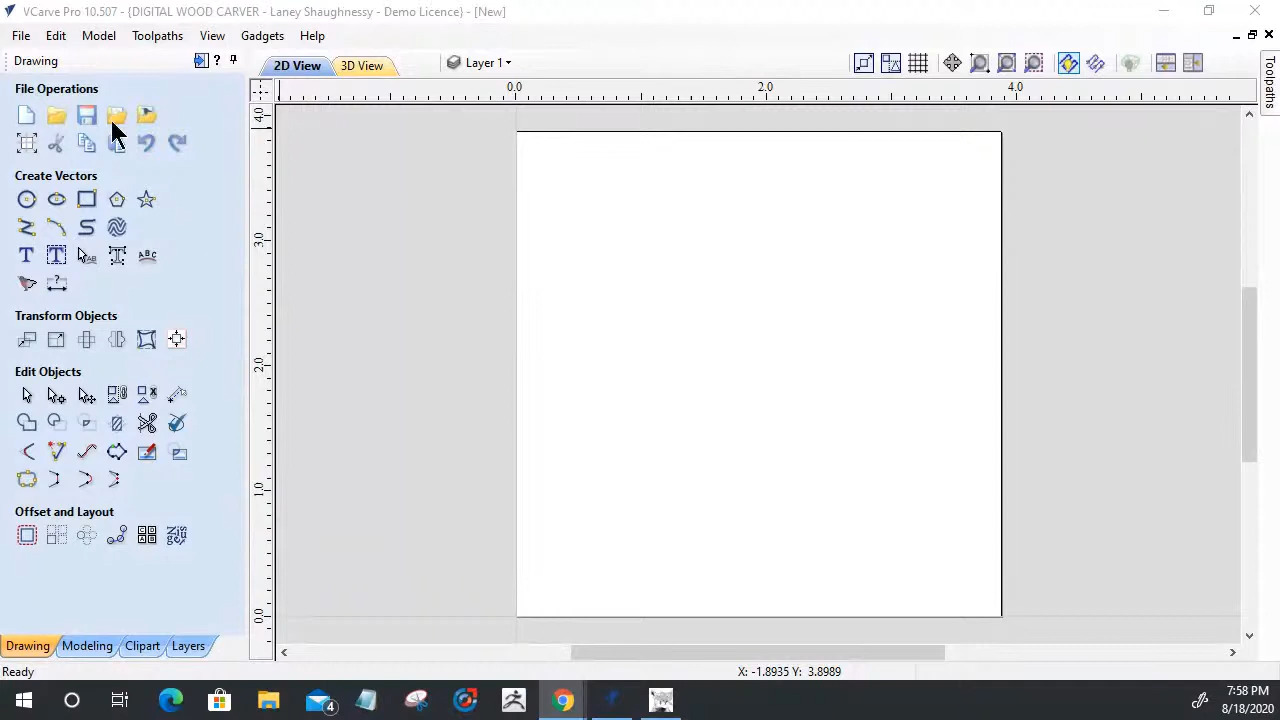 VCarve Pro 10.507 - {DIGITAL WOOD CARVER - Laney Shaughnessy - Demo Licence} - [New]
File Edit Model Toolpaths View Gadgets Help
Drawing ?
2D View 3D View Layer 1
File Operations
0.0 2.0 4.0
4.0
Create Vectors
3.0
T T AB T ABC
?
Transform Objects
2.0
Edit Objects
1.0
Offset and Layout
0.0
Drawing Modeling Clipart Layers
Toolpaths
Ready X: -1.8935 Y: 3.8989
4
7:58 PM
8/18/2020